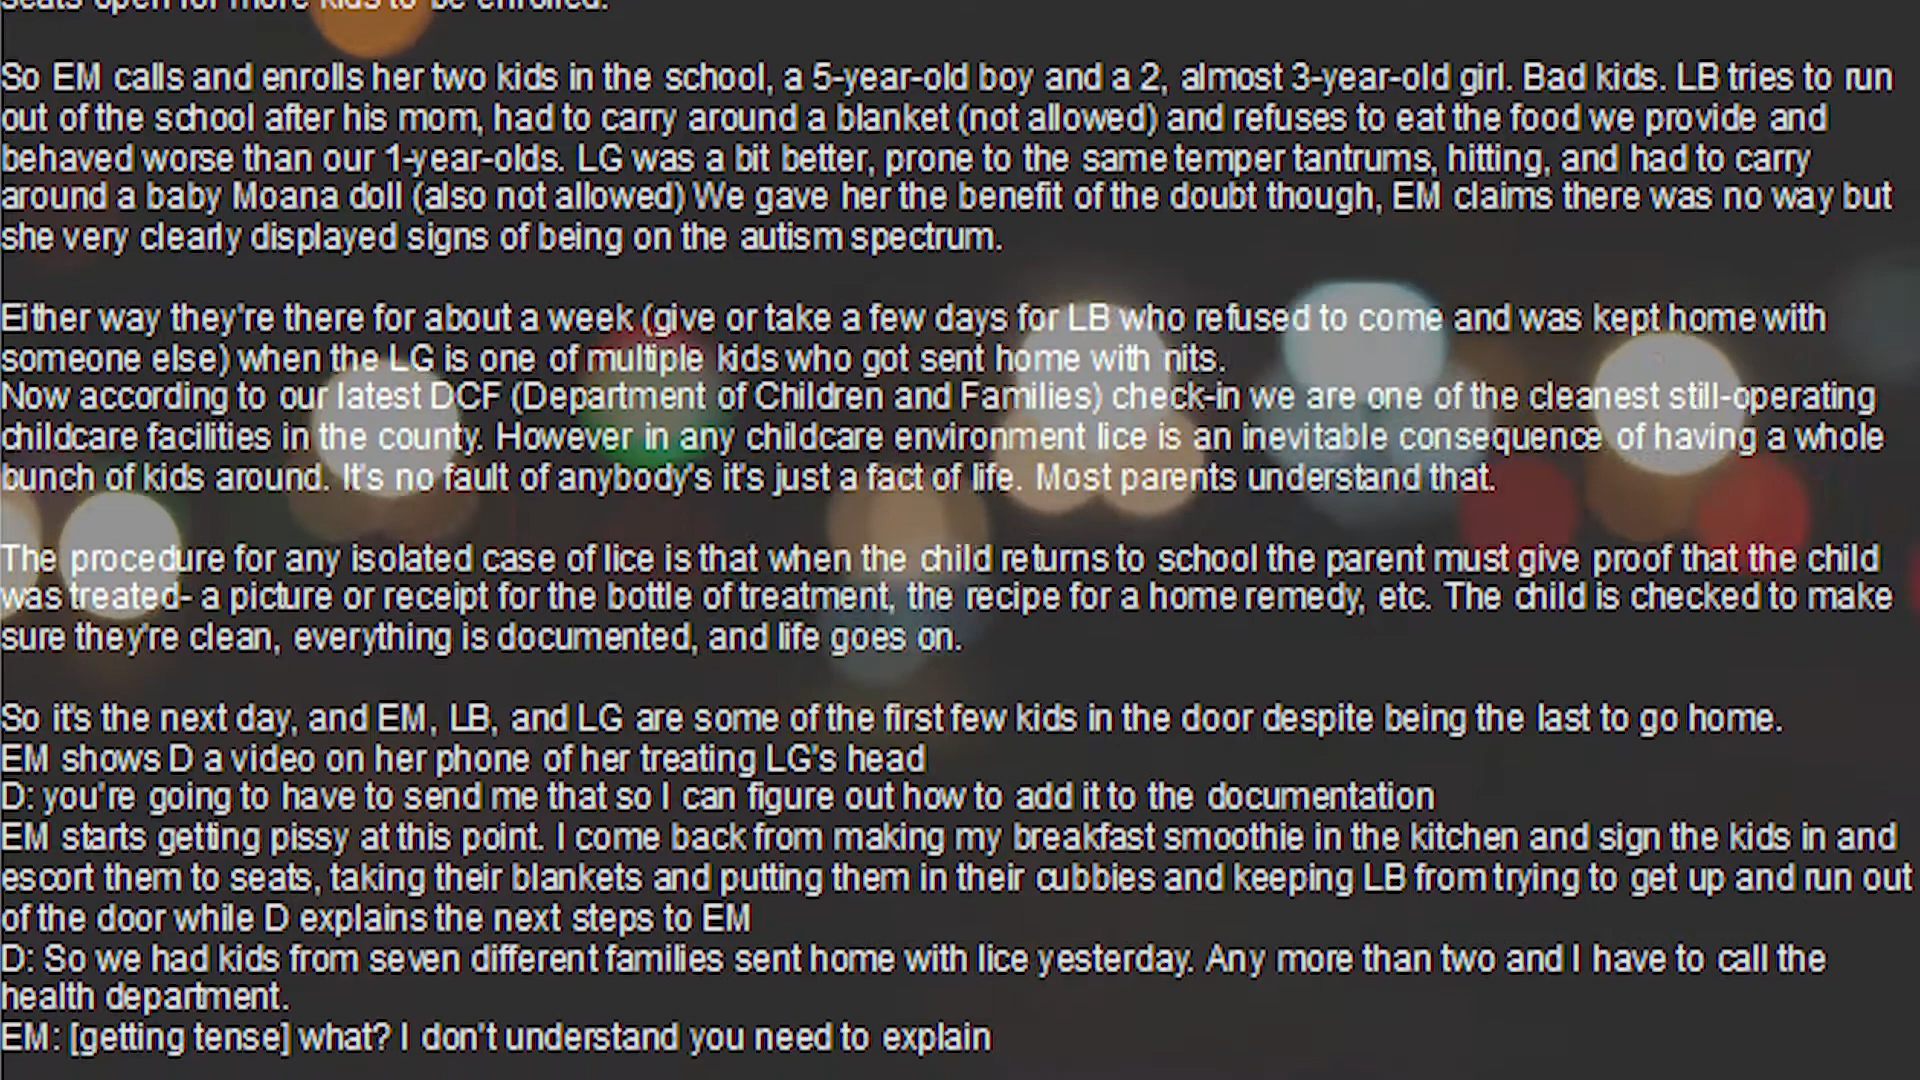 seats open for more kids to be enrolled.
So EM calls and enrolls her two kids in the school, a 5-year-old boy and a 2, almost 3-year-old girl. Bad kids. LB tries to run
out of the school after his mom, had to carry around a blanket (not allowed) and refuses to eat the food we provide and
behaved worse than our 1-year-olds. LG was a bit better, prone to the same temper tantrums, hitting, and had to carry
around a baby Moana doll (also not allowed) We gave her the benefit of the doubt though, EM claims there was no way but
she very clearly displayed signs of being on the autism spectrum.
Either way they're there for about a week (give or take a few days for LB who refused to come and was kept home with
someone else) when the LG is one of multiple kids who got sent home with nits.
Now according to our latest DCF (Department of Children and Families) check-in we are one of the cleanest still-operating
childcare facilities in the county. However in any childcare environment lice is an inevitable consequence of having a whole
bunch of kids around. It's no fault of anybody's it's just a fact of life. Most parents understand that.
The procedure for any isolated case of lice is that when the child returns to school the parent must give proof that the child
was treated- a picture or receipt for the bottle of treatment, the recipe for a home remedy, etc. The child is checked to make
sure they're clean, everything is documented, and life goes on.
So it's the next day, and EM, LB, and LG are some of the first few kids in the door despite being the last to go home.
EM shows D a video on her phone of her treating LG's head
D: you're going to have to send me that so I can figure out how to add it to the documentation
EM starts getting pissy at this point. I come back from making my breakfast smoothie in the kitchen and sign the kids in and
escort them to seats, taking their blankets and putting them in their cubbies and keeping LB from trying to get up and run out
of the door while D explains the next steps to EM
D: So we had kids from seven different families sent home with lice yesterday. Any more than two and I have to call the
health department.
EM: [getting tense] what? I don't understand you need to explain